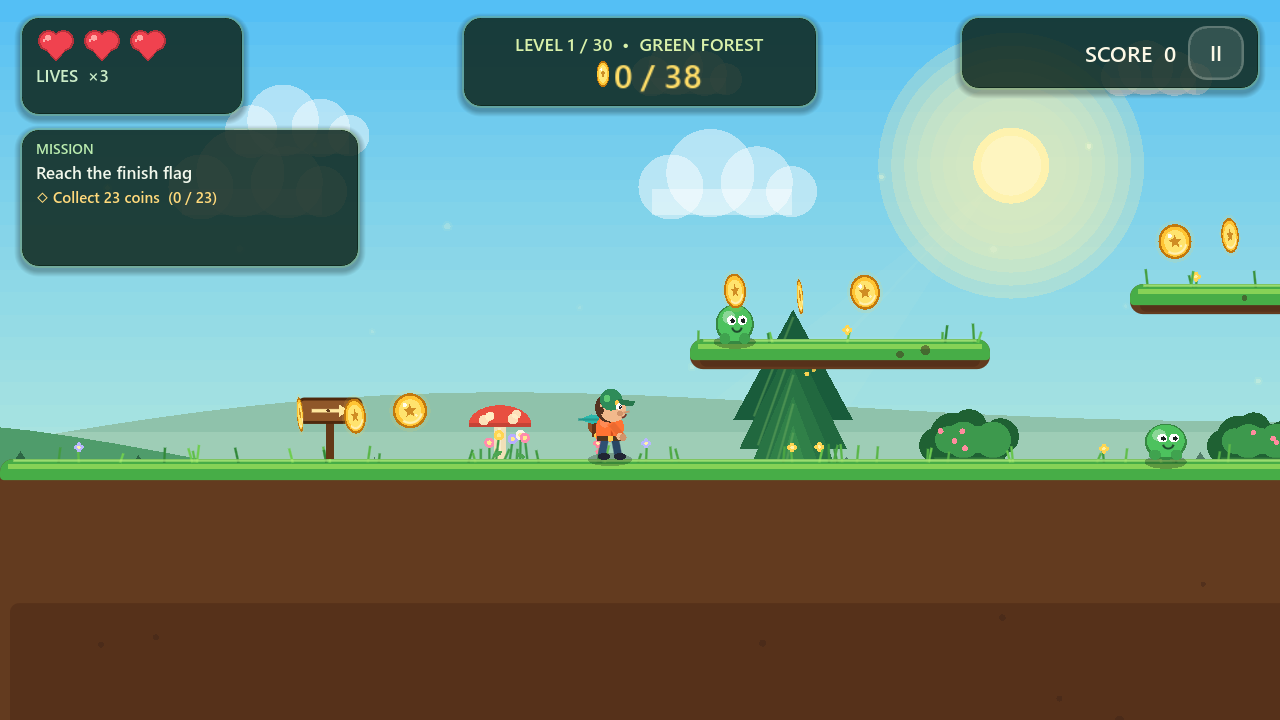 LIVES ×3
MISSION
Reach the finish flag
◇ Collect 23 coins (0 / 23)
LEVEL 1 / 30 • GREEN FOREST
0 / 38
SCORE 0